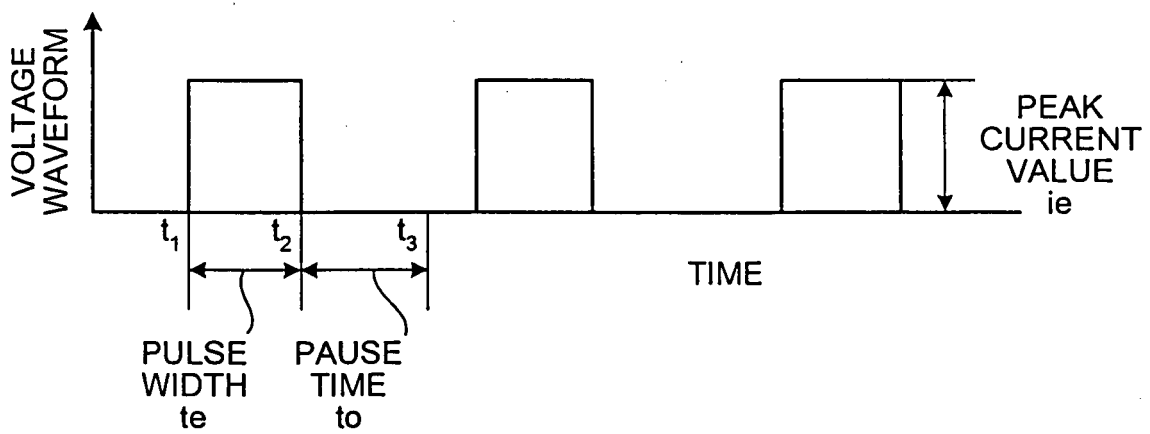 VOLTAGE
WAVEFORM
PEAK
CURRENT
VALUE
ie
t1
t2
t3
TIME
PULSE
WIDTH
te
PAUSE
TIME
to